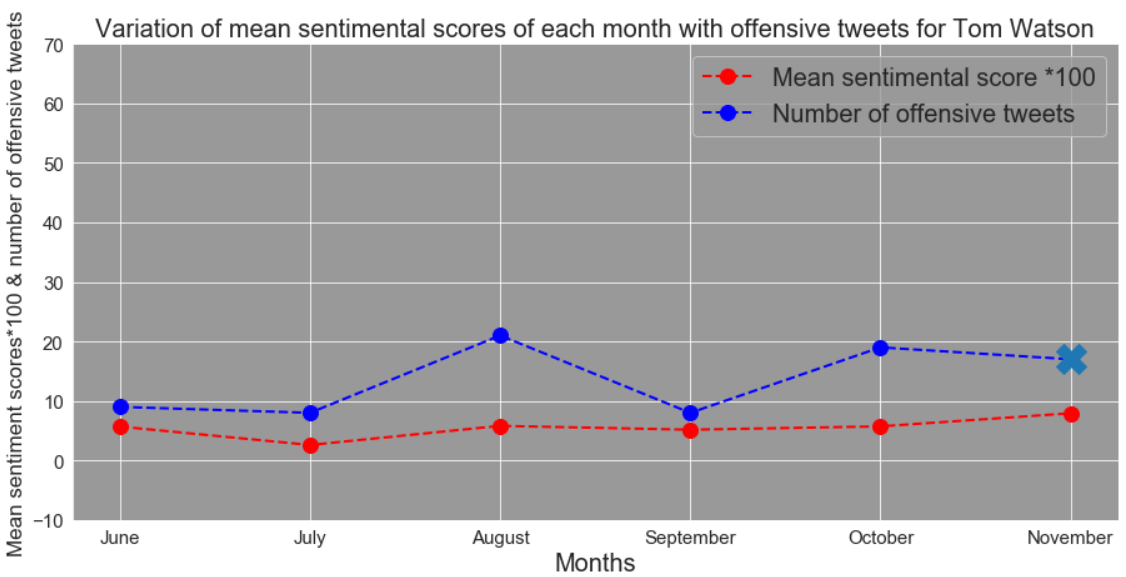 Variation of mean sentimental scores of each month with offensive tweets for Tom Watson
Mean sentiment scores*100 & number of offensive tweets
70
60
50
40
30
20
10
0
−10
Mean sentimental score *100
Number of offensive tweets
June July August September October November
Months